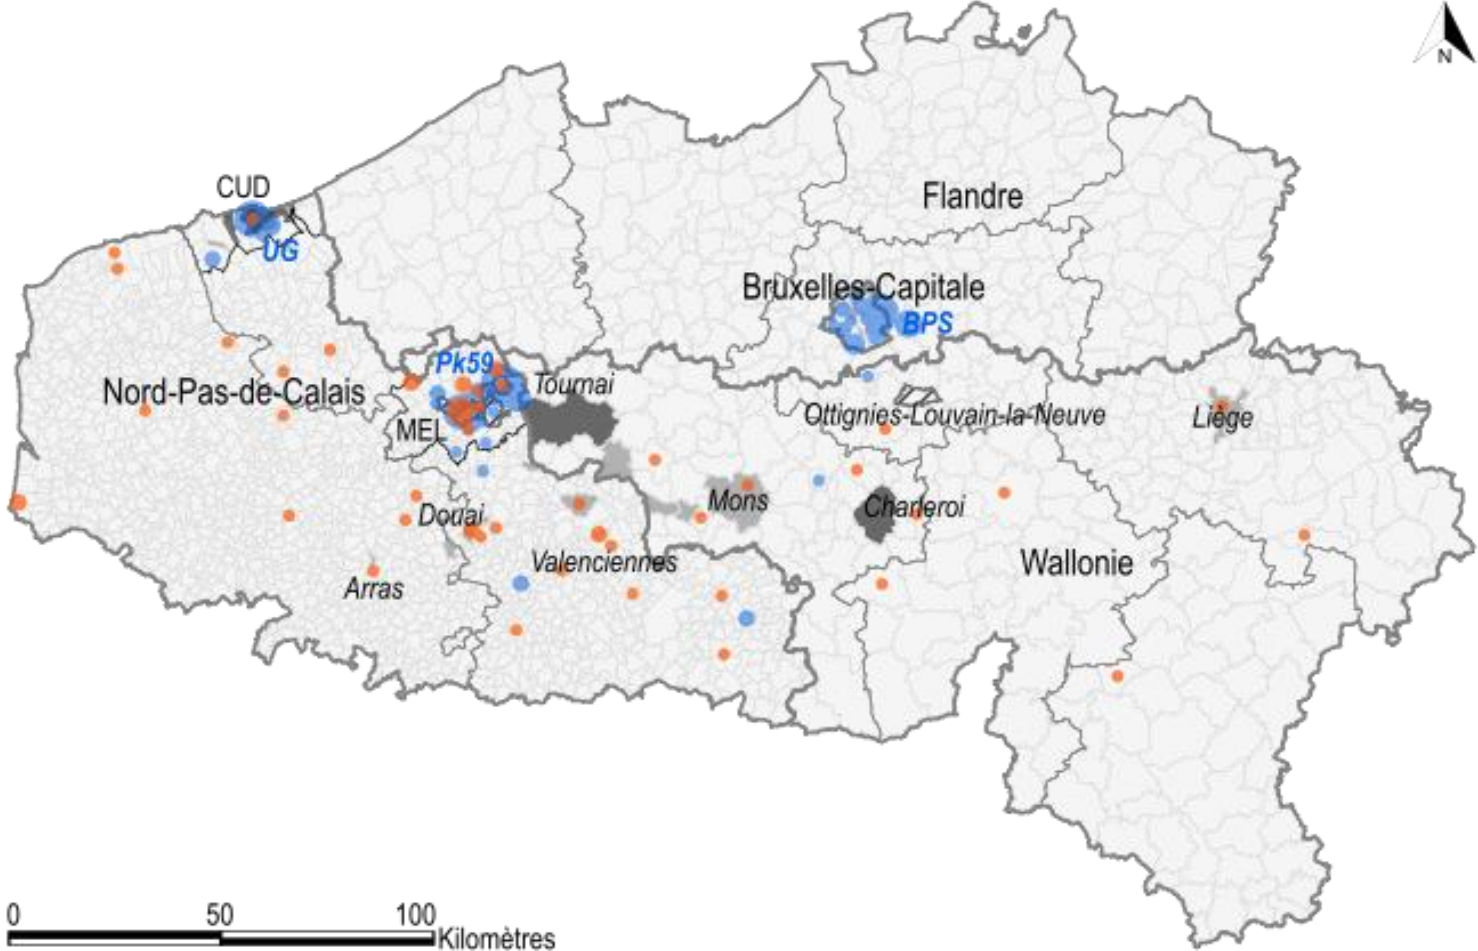 N
CUD
UG
Flandre
Bruxelles-Capitale
BPS
Pk59
Tournai
Nord-Pas-de-Calais
MEL
Ottignies-Louvain-la-Neuve
Liège
Mons
Charleroi
Douai
Valenciennes
Wallonie
Arras
0 50 100
Kilomètres